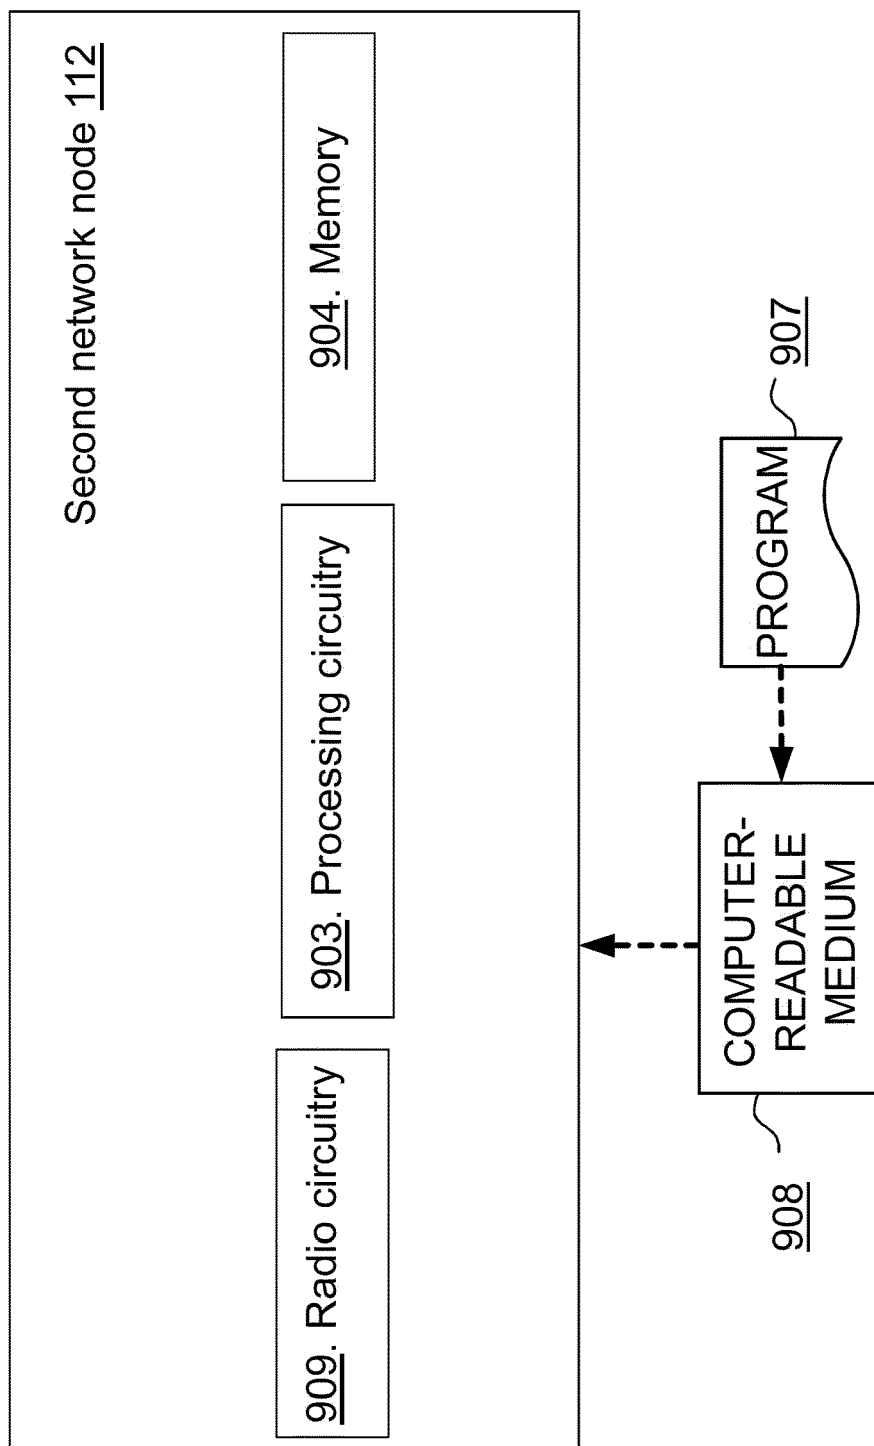 Second network node 112
909. Radio circuitry
903. Processing circuitry
904. Memory
908
COMPUTER-
READABLE
MEDIUM
PROGRAM
907